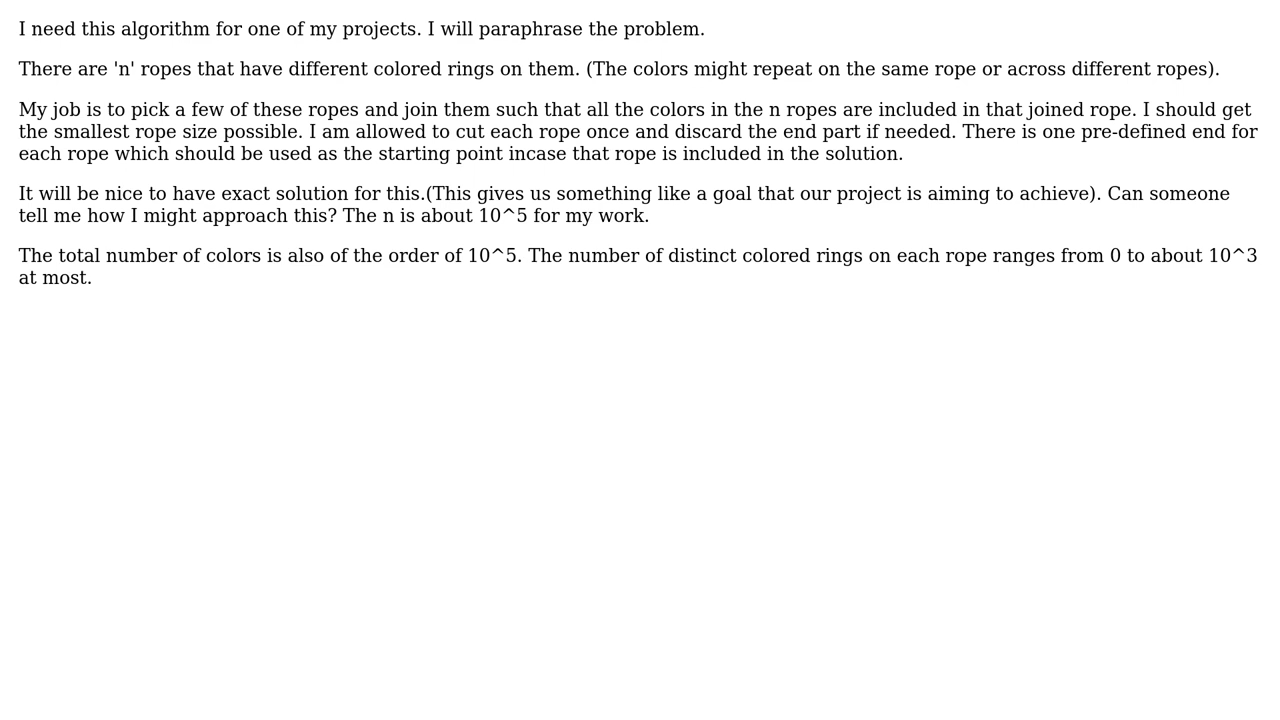 I need this algorithm for one of my projects. I will paraphrase the problem.
There are 'n' ropes that have different colored rings on them. (The colors might repeat on the same rope or across different ropes).
My job is to pick a few of these ropes and join them such that all the colors in the n ropes are included in that joined rope. I should get
the smallest rope size possible. I am allowed to cut each rope once and discard the end part if needed. There is one pre-defined end for
each rope which should be used as the starting point incase that rope is included in the solution.
It will be nice to have exact solution for this.(This gives us something like a goal that our project is aiming to achieve). Can someone
tell me how I might approach this? The n is about 10^5 for my work.
The total number of colors is also of the order of 10^5. The number of distinct colored rings on each rope ranges from 0 to about 10^3
at most.